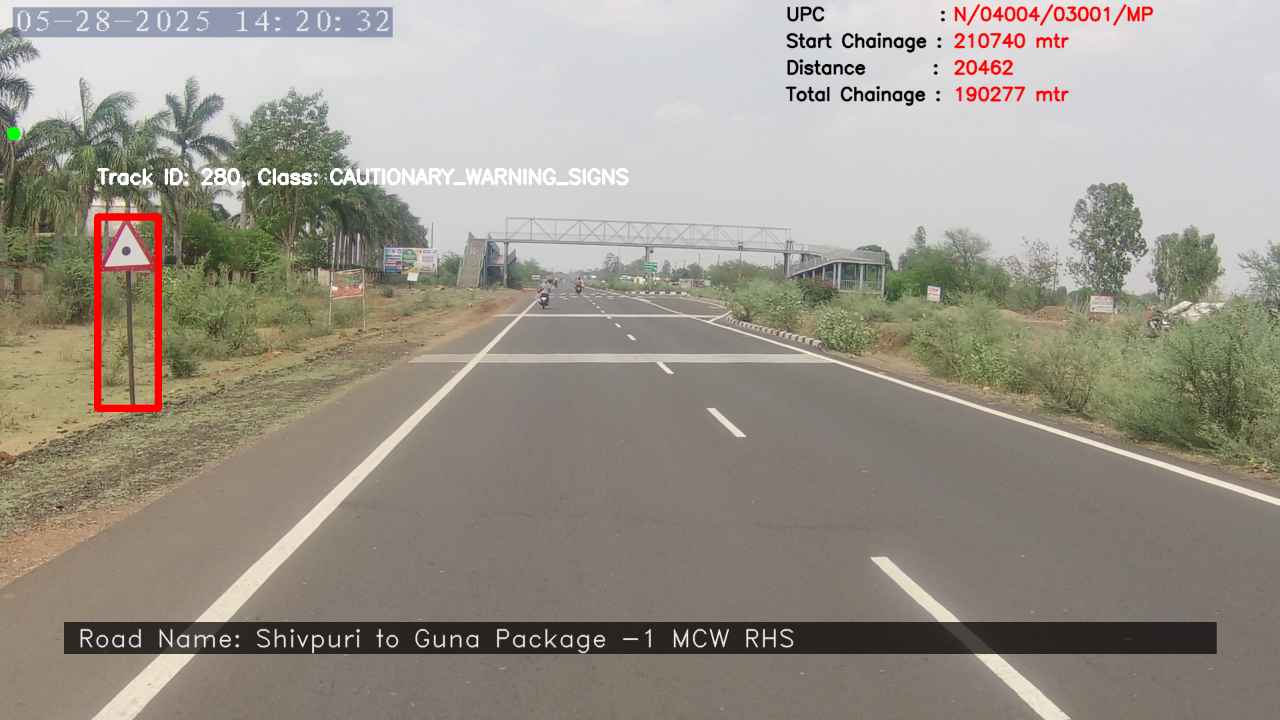 05-28-2025 14:20:32
UPC : N/04004/03001/MP
Start Chainage : 210740 mtr
Distance : 20462
Total Chainage : 190277 mtr
Track ID: 280, Class: CAUTIONARY_WARNING_SIGNS
Road Name: Shivpuri to Guna Package -1 MCW RHS